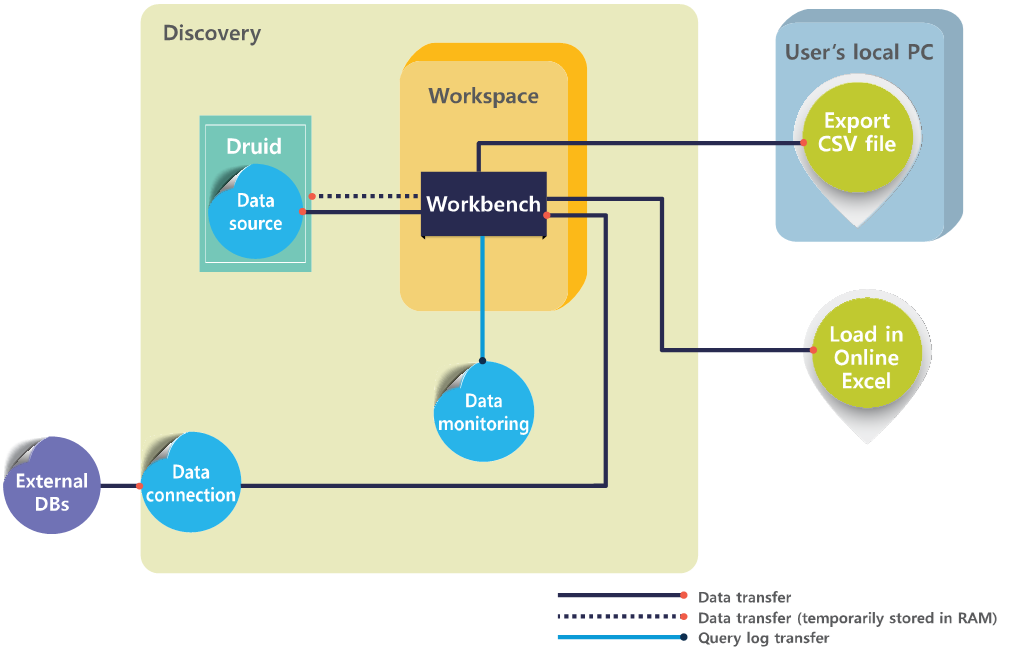 Discovery
User's local PC
Workspace
Export
CSV file
Druid
Data
source
Workbench
Load in
Online
Excel
Data
monitoring
External
DBs
Data
connection
Data transfer
Data transfer (temporarily stored in RAM)
Query log transfer